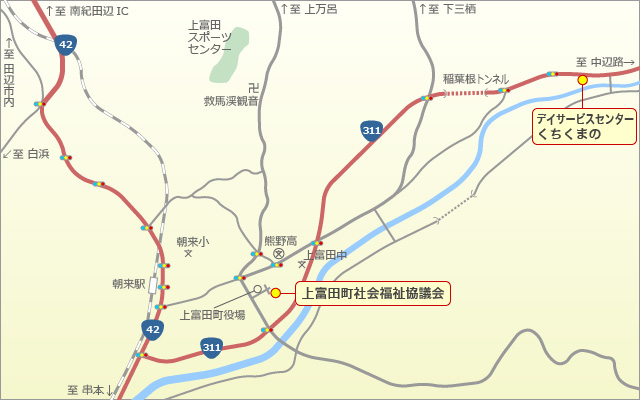 ↑至 南紀田辺 IC
↑至 上万呂
↑至 下三栖
42
上富田
スポーツ
センター
↑至 田辺市内
至 中辺路→
稲葉根トンネル
卍
救馬渓観音
デイサービスセンター
くちくまの
311
↙至 白浜
朝来小
熊野高
上富田中
朝来駅
上富田町社会福祉協議会
上富田町役場
42
311
至 串本↓